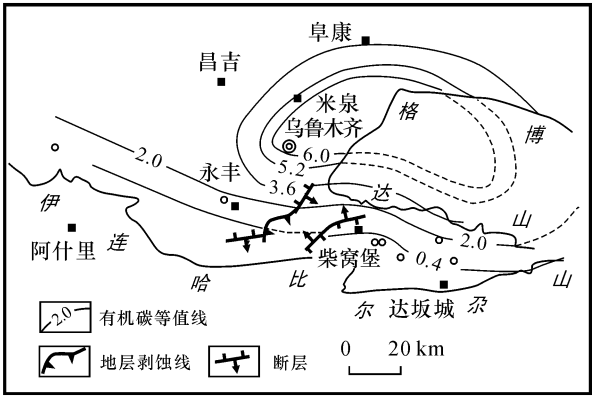 阜康
昌吉
米泉
乌鲁木齐
格
博
2.0
6.0
5.2
3.6
永丰
达
伊
阿什里
连
哈
比
柴窝堡
山
2.0
0.4
尔
达坂城
尕
山
2.0 有机碳等值线
地层剥蚀线
断层
0 20 km